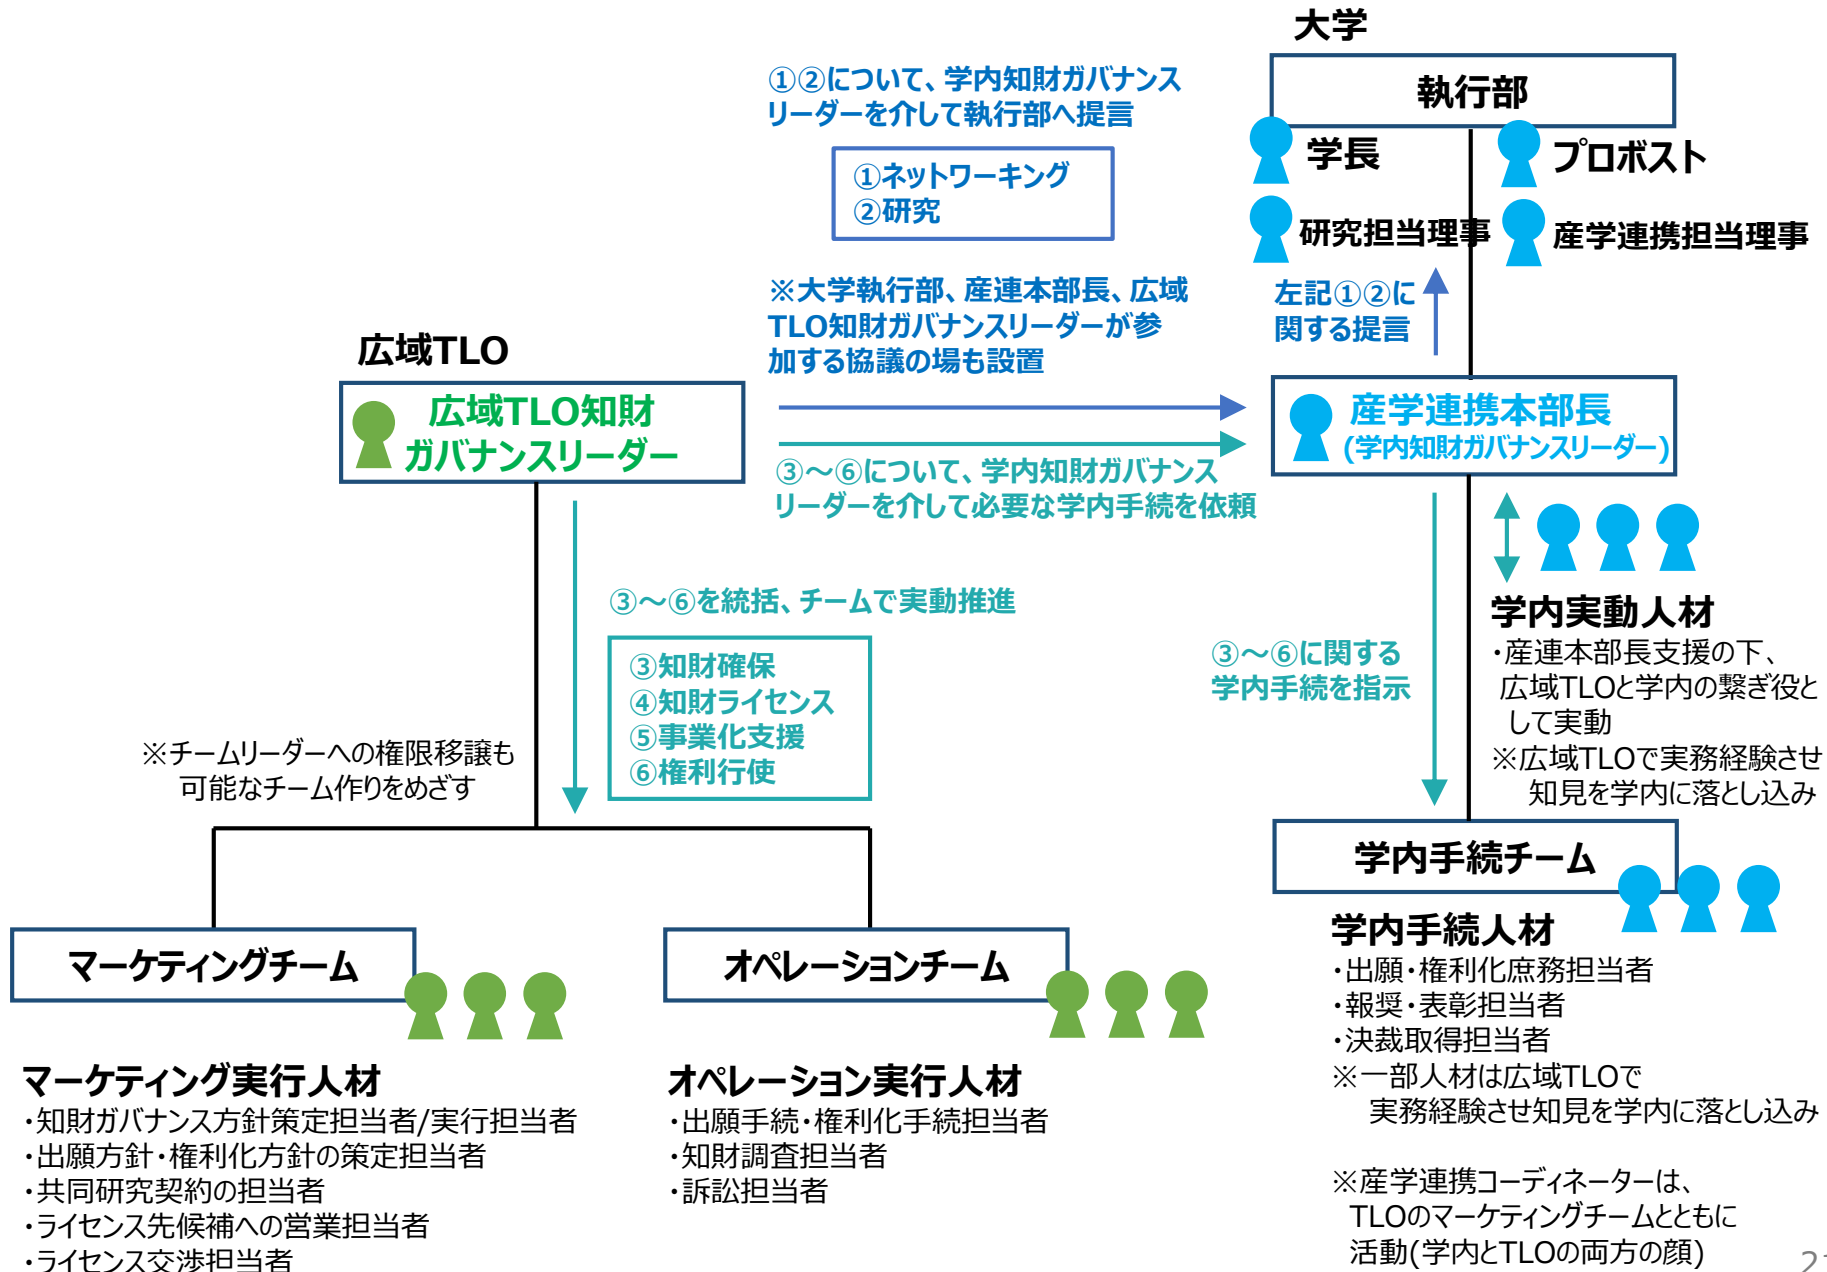 大学
執行部
学長
プロボスト
研究担当理事
産学連携担当理事
①②について、学内知財ガバナンス
リーダーを介して執行部へ提言
①ネットワーキング
②研究
※大学執行部、産連本部長、広域
TLO知財ガバナンスリーダーが参
加する協議の場も設置
左記①②に
関する提言
広域TLO
広域TLO知財
ガバナンスリーダー
産学連携本部長
(学内知財ガバナンスリーダー)
③～⑥について、学内知財ガバナンス
リーダーを介して必要な学内手続を依頼
③～⑥を統括、チームで実動推進
③知財確保
④知財ライセンス
⑤事業化支援
⑥権利行使
※チームリーダーへの権限移譲も
可能なチーム作りをめざす
③～⑥に関する
学内手続を指示
学内実動人材
・産連本部長支援の下、
広域TLOと学内の繋ぎ役と
して実動
※広域TLOで実務経験させ
知見を学内に落とし込み
マーケティングチーム
マーケティング実行人材
・知財ガバナンス方針策定担当者/実行担当者
・出願方針・権利化方針の策定担当者
・共同研究契約の担当者
・ライセンス先候補への営業担当者
・ライセンス交渉担当者
オペレーションチーム
オペレーション実行人材
・出願手続・権利化手続担当者
・知財調査担当者
・訴訟担当者
学内手続チーム
学内手続人材
・出願・権利化庶務担当者
・報奨・表彰担当者
・決裁取得担当者
※一部人材は広域TLOで
実務経験させ知見を学内に落とし込み
※産学連携コーディネーターは、
TLOのマーケティングチームとともに
活動(学内とTLOの両方の顔)